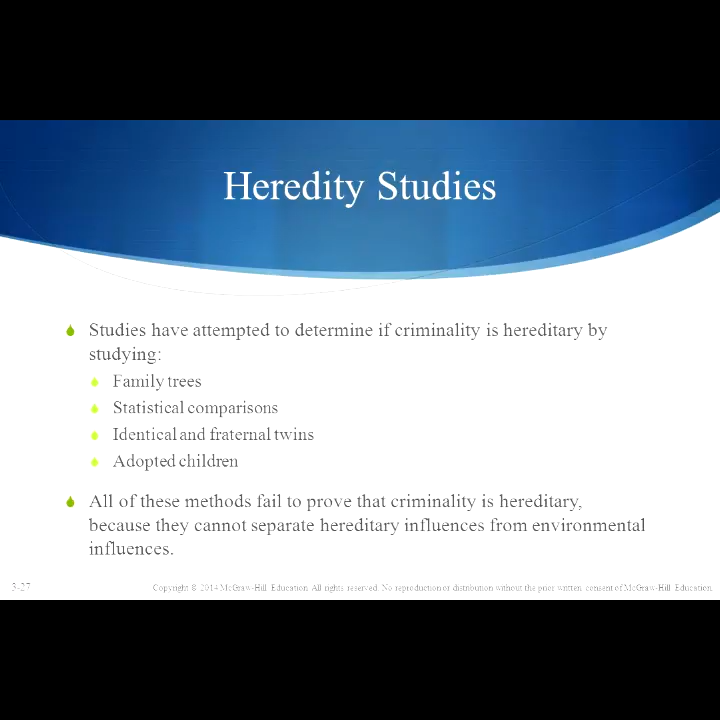 Heredity Studies
Studies have attempted to determine if criminality is hereditary by
studying:
Family trees
Statistical comparisons
Identical and fraternal twins
Adopted children
All of these methods fail to prove that criminality is hereditary,
because they cannot separate hereditary influences from environmental
influences.
3-27
Copyright © 2014 McGraw-Hill Education. All rights reserved. No reproduction or distribution without the prior written consent of McGraw-Hill Education.